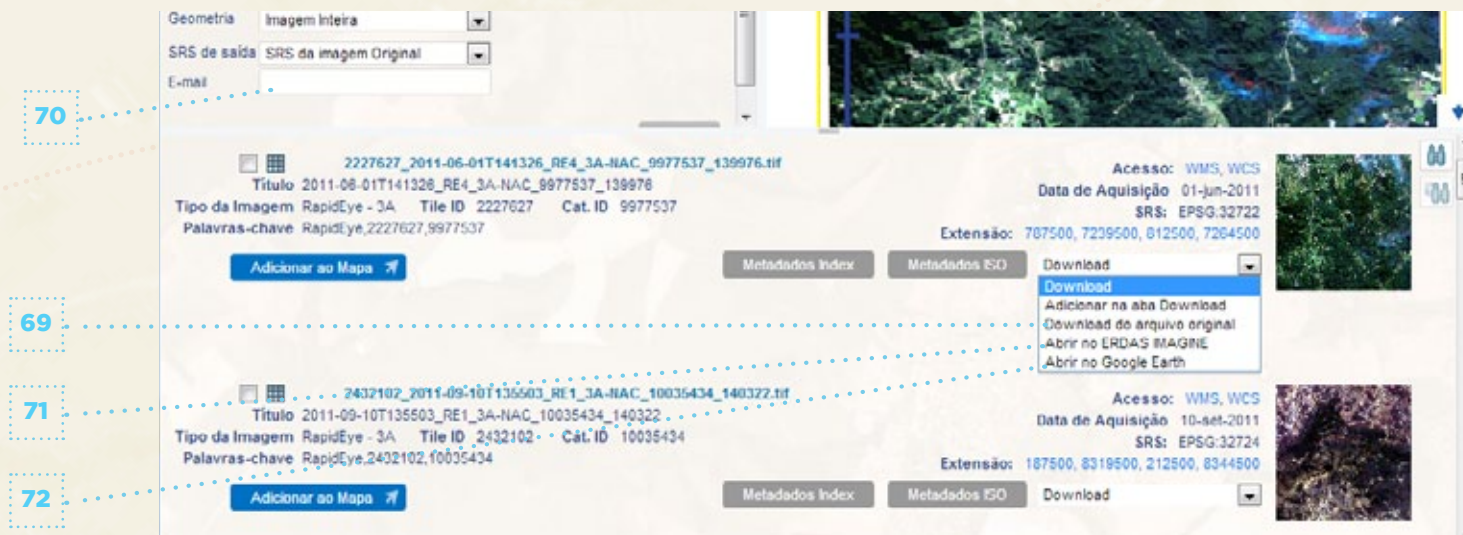 Geometria Imagem Inteira
SRS de saída SRS da imagem Original
E-mail
70
2227627_2011-06-01T141326_RE4_3A-NAC_9977537_139976.tif
Título 2011-06-01T141326_RE4_3A-NAC_9977537_139976
Tipo da Imagem RapidEye - 3A Tile ID 2227627 Cat. ID 9977537
Palavras-chave RapidEye,2227627,9977537
Acesso: WMS, WCS
Data de Aquisição 01-jun-2011
SRS: EPSG:32722
Extensão: 787500, 7239500, 812500, 7264500
Adicionar ao Mapa Metadados Index Metadados ISO Download
Download
Adicionar na aba Download
69
Download do arquivo original
Abrir no ERDAS IMAGINE
Abrir no Google Earth
71
2432102_2011-09-10T135503_RE1_3A-NAC_10035434_140322.tif
Título 2011-09-10T135503_RE1_3A-NAC_10035434_140322
Tipo da Imagem RapidEye - 3A Tile ID 2432102 Cat. ID 10035434
Palavras-chave RapidEye,2432102,10035434
Acesso: WMS, WCS
Data de Aquisição 10-set-2011
SRS: EPSG:32724
Extensão: 187500, 8319500, 212500, 8344500
72
Adicionar ao Mapa Metadados Index Metadados ISO Download